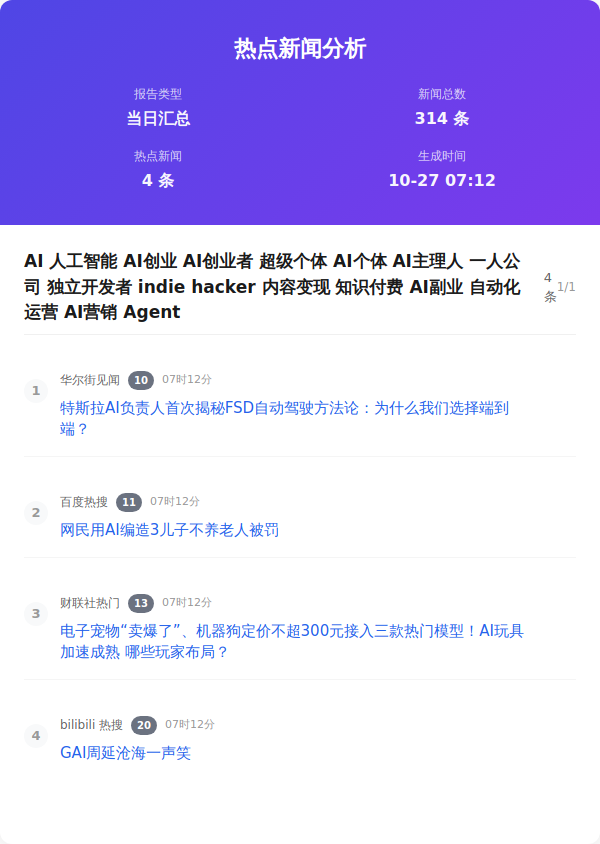 热点新闻分析
报告类型
当日汇总
新闻总数
314 条
热点新闻
4 条
生成时间
10-27 07:12
AI 人工智能 AI创业 AI创业者 超级个体 AI个体 AI主理人 一人公
司 独立开发者 indie hacker 内容变现 知识付费 AI副业 自动化
运营 AI营销 Agent
4
条
1/1
1
华尔街见闻 10 07时12分
特斯拉AI负责人首次揭秘FSD自动驾驶方法论：为什么我们选择端到
端？
2
百度热搜 11 07时12分
网民用AI编造3儿子不养老人被罚
3
财联社热门 13 07时12分
电子宠物“卖爆了”、机器狗定价不超300元接入三款热门模型！AI玩具
加速成熟 哪些玩家布局？
4
bilibili 热搜 20 07时12分
GAI周延沧海一声笑